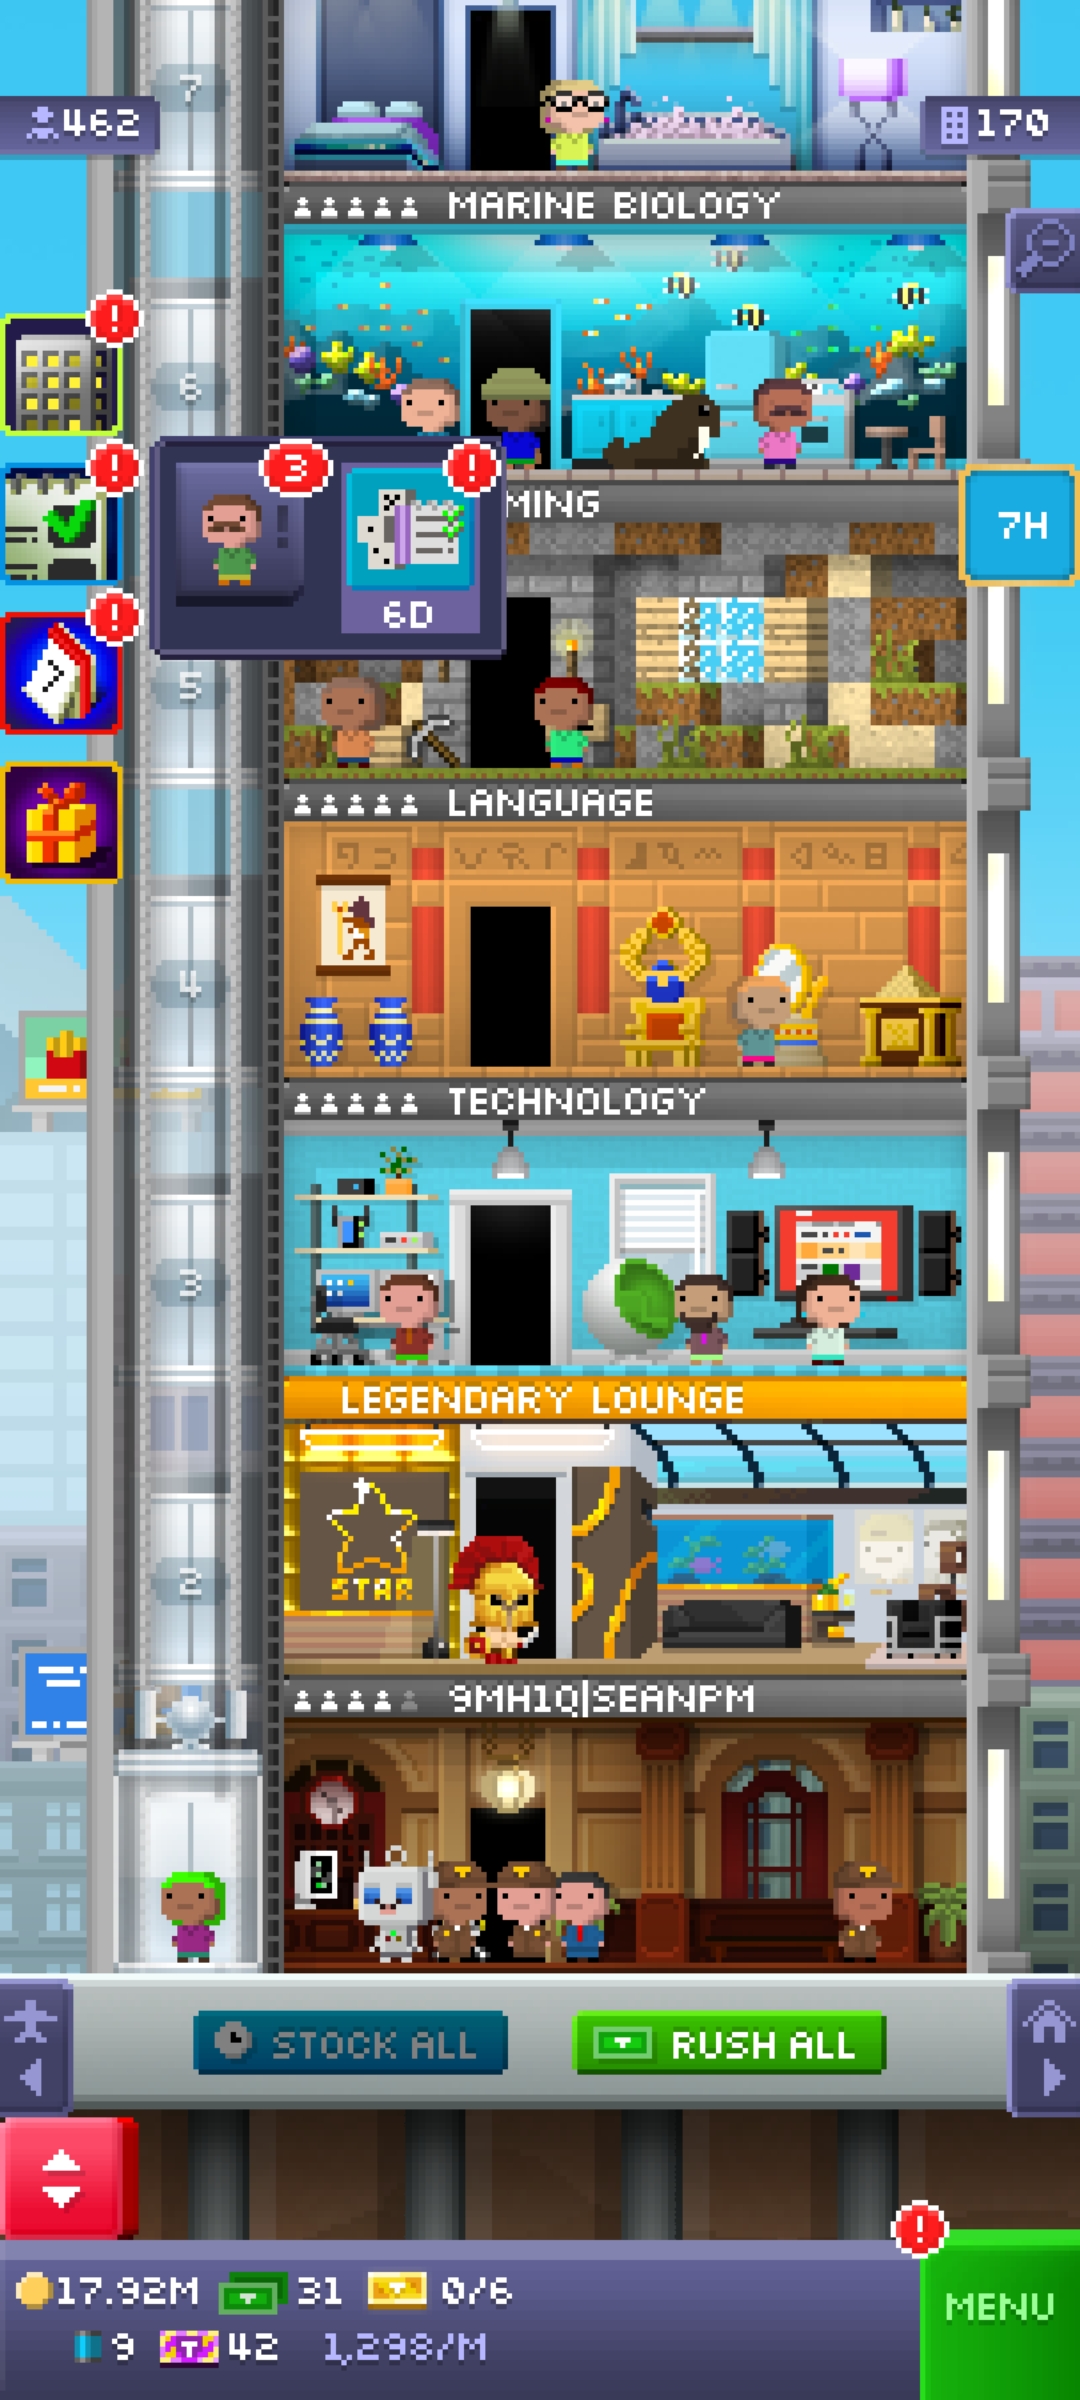 7
462
170
MARINE BIOLOGY
6
3
6D
MING
7H
5
LANGUAGE
4
TECHNOLOGY
3
LEGENDARY LOUNGE
STAR
2
9MH1Q|SEANPM
STOCK ALL
RUSH ALL
17.92M 31 0/6
9 42 1,298/M
MENU